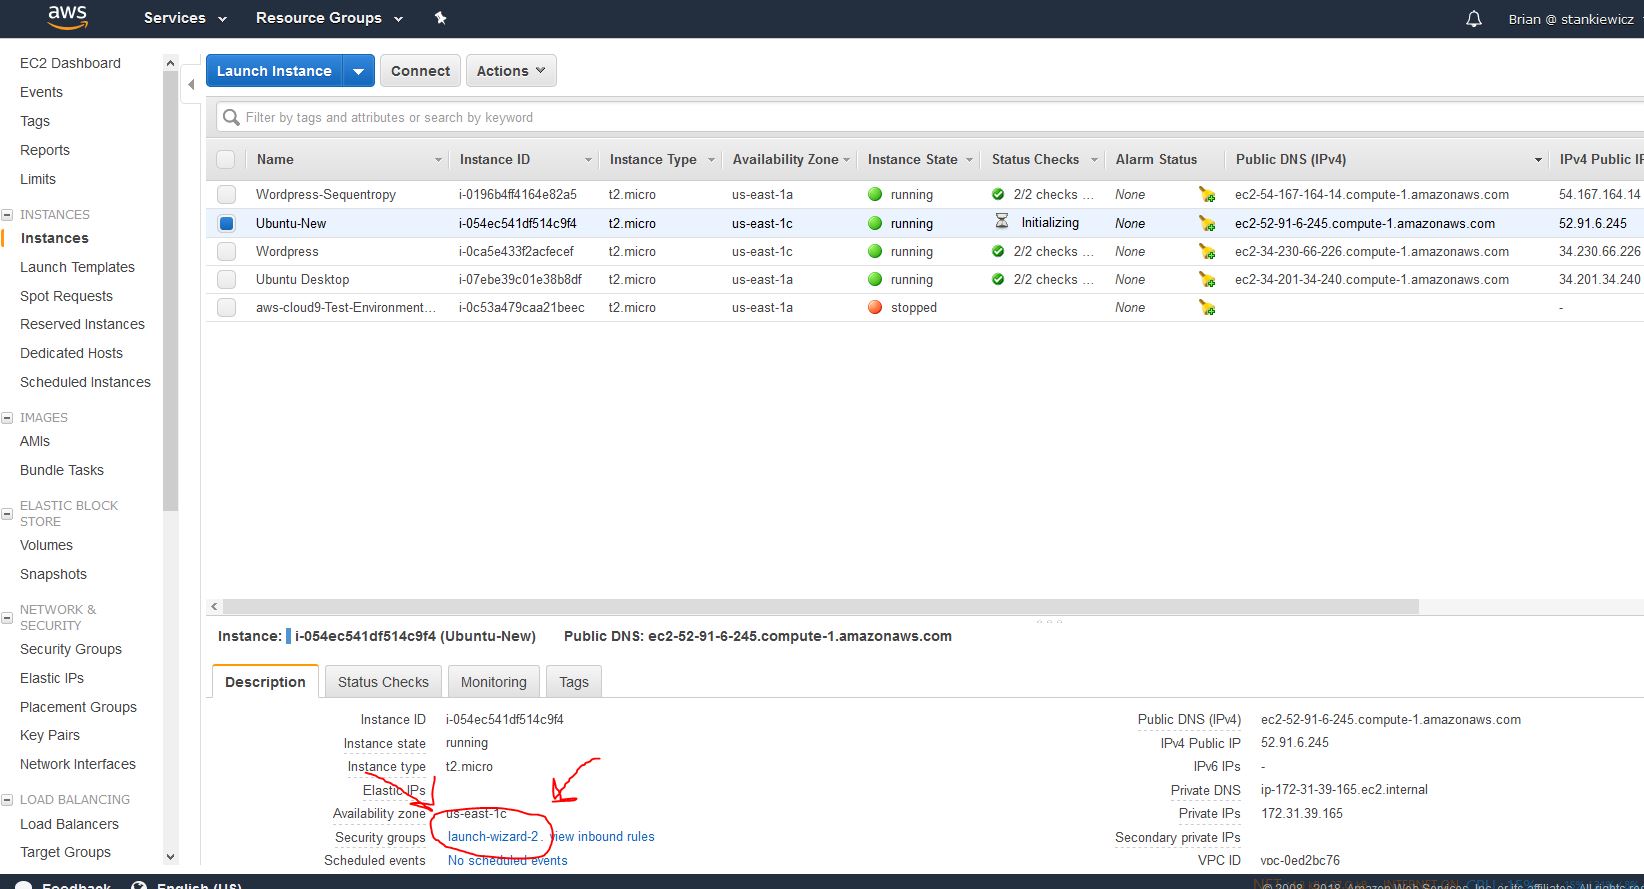 aws
Services Resource Groups Brian @ stankiewicz
EC2 Dashboard
Events
Tags
Reports
Limits
INSTANCES
Instances
Launch Templates
Spot Requests
Reserved Instances
Dedicated Hosts
Scheduled Instances
IMAGES
AMIs
Bundle Tasks
ELASTIC BLOCK
STORE
Volumes
Snapshots
NETWORK &
SECURITY
Security Groups
Elastic IPs
Placement Groups
Key Pairs
Network Interfaces
LOAD BALANCING
Load Balancers
Target Groups
Launch Instance Connect Actions
Filter by tags and attributes or search by keyword
Name Instance ID Instance Type Availability Zone Instance State Status Checks Alarm Status Public DNS (IPv4) IPv4 Public IP
Wordpress-Sequentropy i-0196b4ff4164e82a5 t2.micro us-east-1a running 2/2 checks ... None ec2-54-167-164-14.compute-1.amazonaws.com 54.167.164.14
Ubuntu-New i-054ec541df514c9f4 t2.micro us-east-1c running Initializing None ec2-52-91-6-245.compute-1.amazonaws.com 52.91.6.245
Wordpress i-0ca5e433f2acfecef t2.micro us-east-1c running 2/2 checks ... None ec2-34-230-66-226.compute-1.amazonaws.com 34.230.66.226
Ubuntu Desktop i-07ebe39c01e38b8df t2.micro us-east-1a running 2/2 checks ... None ec2-34-201-34-240.compute-1.amazonaws.com 34.201.34.240
aws-cloud9-Test-Environment... i-0c53a479caa21beec t2.micro us-east-1a stopped None -
Instance: i-054ec541df514c9f4 (Ubuntu-New) Public DNS: ec2-52-91-6-245.compute-1.amazonaws.com
Description Status Checks Monitoring Tags
Instance ID i-054ec541df514c9f4
Instance state running
Instance type t2.micro
Elastic IPs
Availability zone us-east-1c
Security groups launch-wizard-2. view inbound rules
Scheduled events No scheduled events
Public DNS (IPv4) ec2-52-91-6-245.compute-1.amazonaws.com
IPv4 Public IP 52.91.6.245
IPv6 IPs -
Private DNS ip-172-31-39-165.ec2.internal
Private IPs 172.31.39.165
Secondary private IPs
VPC ID vpc-0ed2bc76
Feedback English (US)
© 2008 - 2018, Amazon Web Services, Inc. or its affiliates. All rights